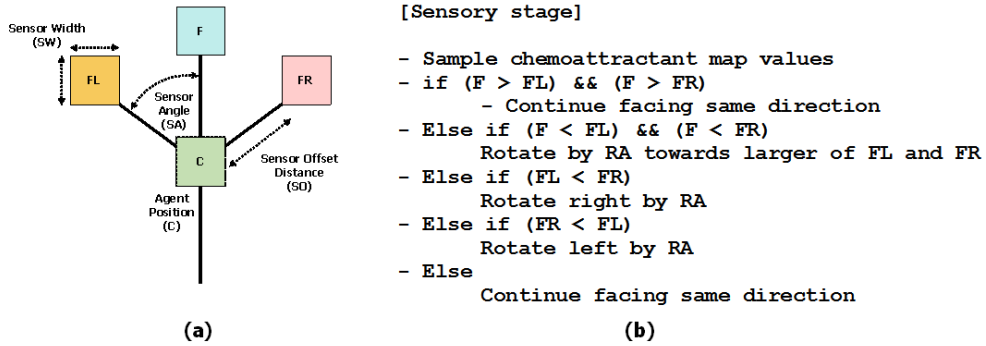 Sensor Width
(SW)
F
FL
FR
Sensor
Angle
(SA)
C
Sensor Offset
Distance
(SO)
Agent
Position
(C)
(a)
[Sensory stage]
- Sample chemoattractant map values
- if (F > FL) && (F > FR)
- Continue facing same direction
- Else if (F < FL) && (F < FR)
Rotate by RA towards larger of FL and FR
- Else if (FL < FR)
Rotate right by RA
- Else if (FR < FL)
Rotate left by RA
- Else
Continue facing same direction
(b)